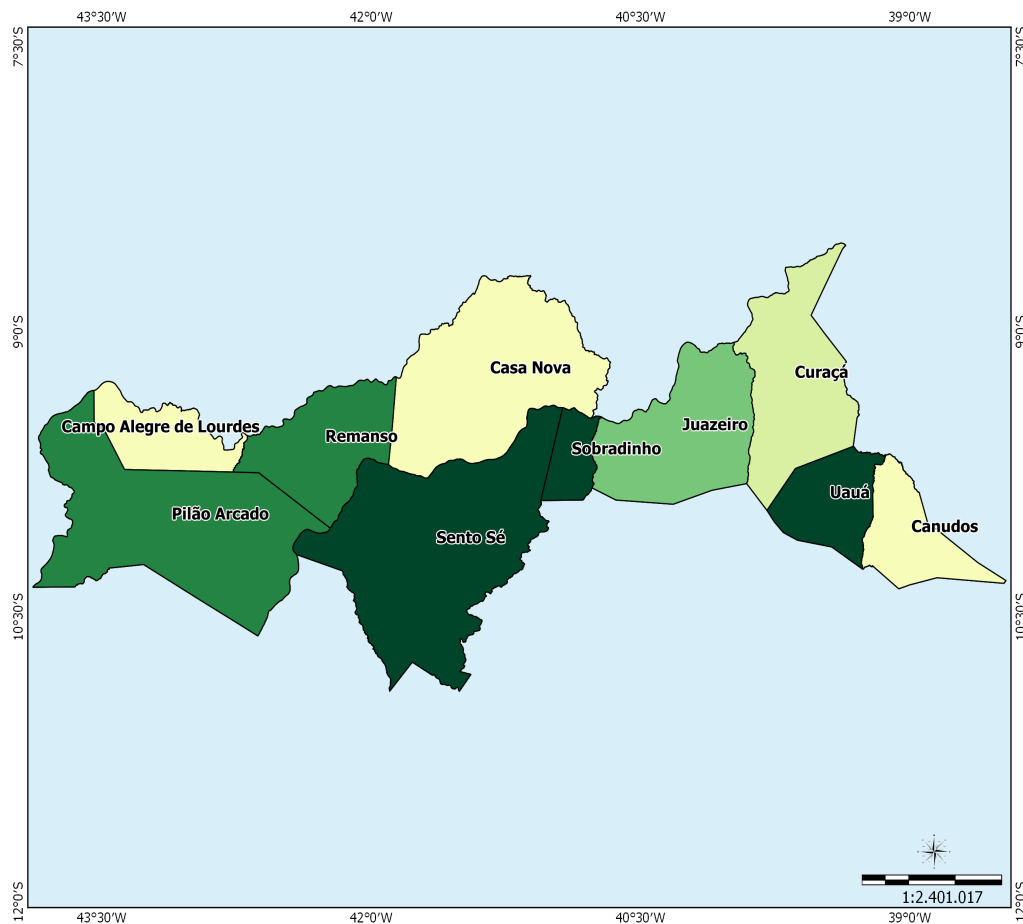 43°30'W 42°0'W 40°30'W 39°0'W
7°30'S 7°30'S
9°0'S 9°0'S
Casa Nova
Curaçá
Campo Alegre de Lourdes
Juazeiro
Remanso
Sobradinho
Uauá
Pilão Arcado
Canudos
Sento Sé
10°30'S 10°30'S
1:2.401.017
12°0'S 12°0'S
43°30'W 42°0'W 40°30'W 39°0'W